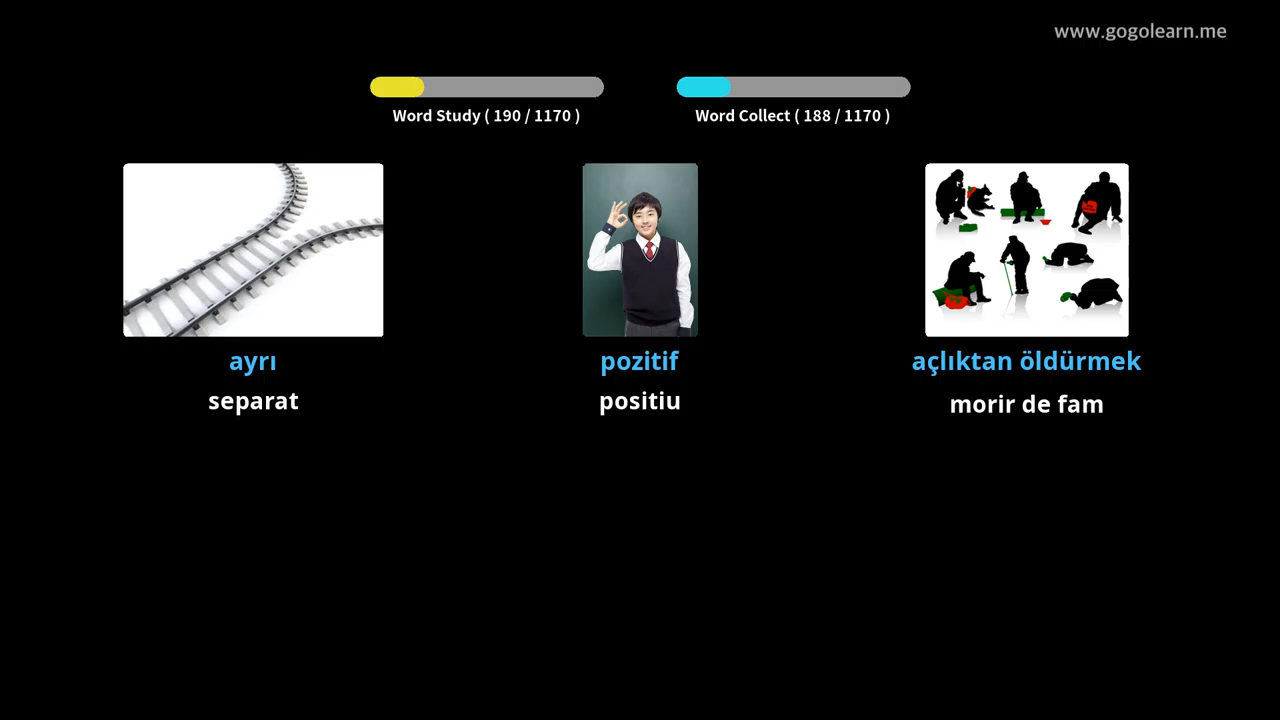 www.gogolearn.me
Word Study ( 190 / 1170 )
Word Collect ( 188 / 1170 )
ayrı
pozitif
açlıktan öldürmek
separat
positiu
morir de fam